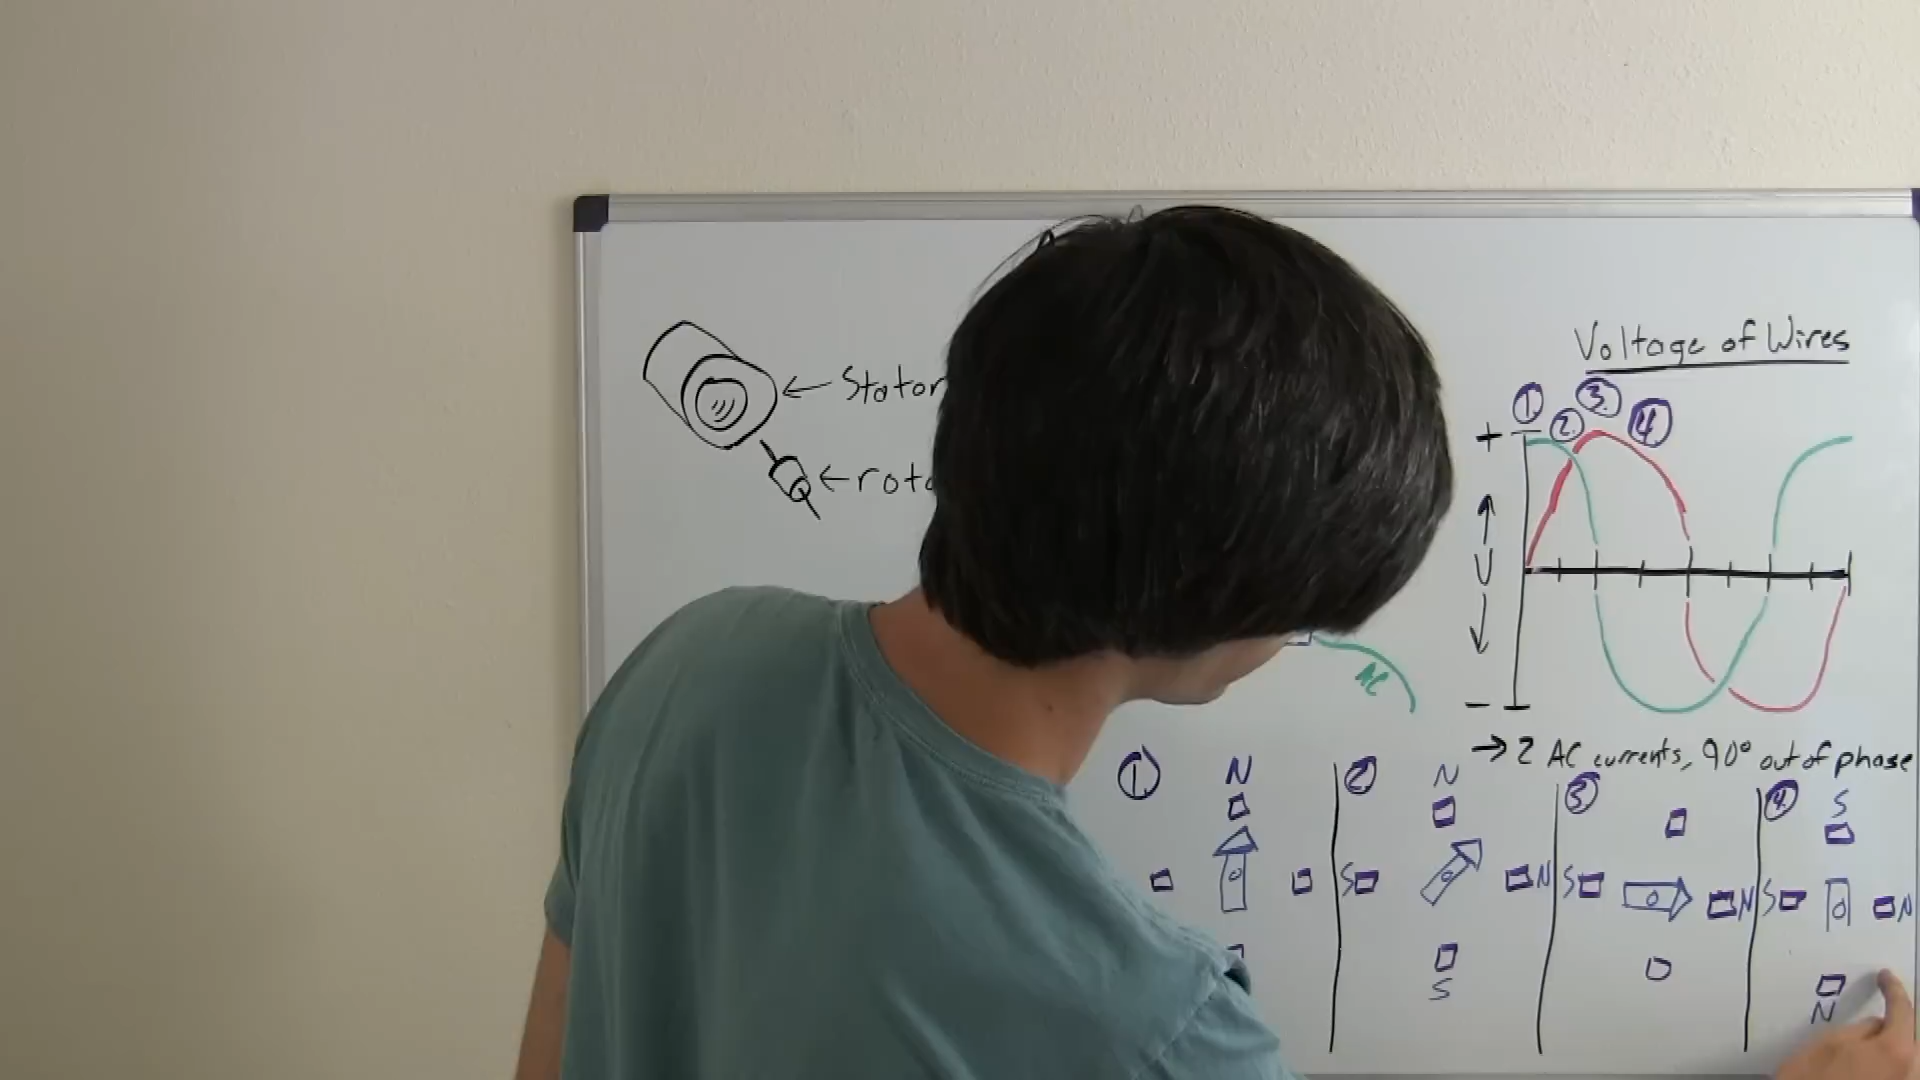 Stator
Voltage of Wires
1. 2. 3. 4.
+
V
-
AC
→ 2 AC currents, 90° out of phase
1. N 2 N 3 4. S
S N S N S N
S N